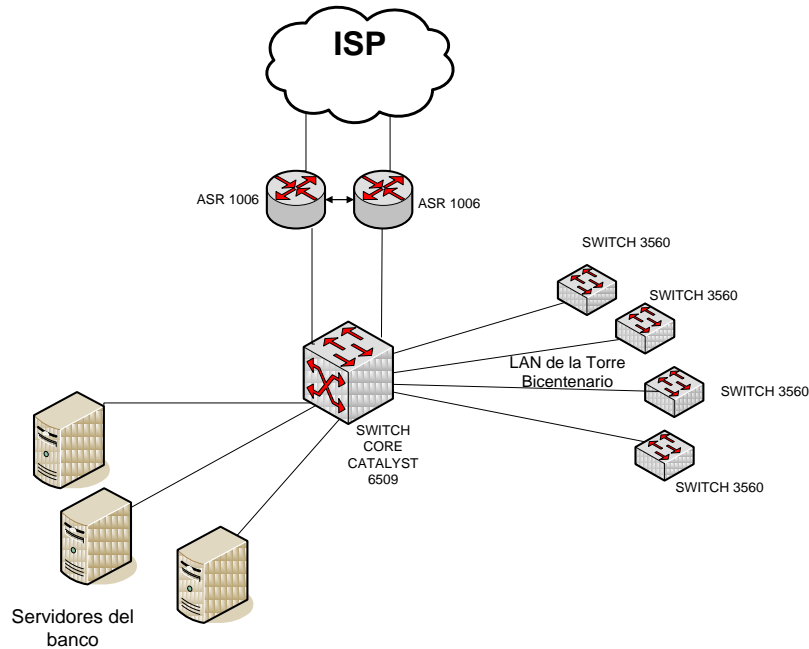 ISP
ASR 1006
ASR 1006
SWITCH 3560
SWITCH 3560
LAN de la Torre
Bicentenario
SWITCH 3560
SWITCH
CORE
CATALYST
6509
SWITCH 3560
Servidores del
banco